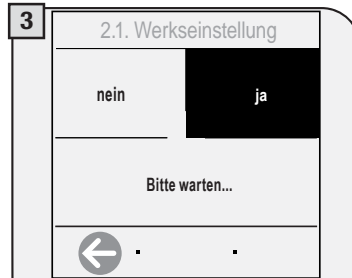 3
2.1. Werkseinstellung
nein ja
Bitte warten...